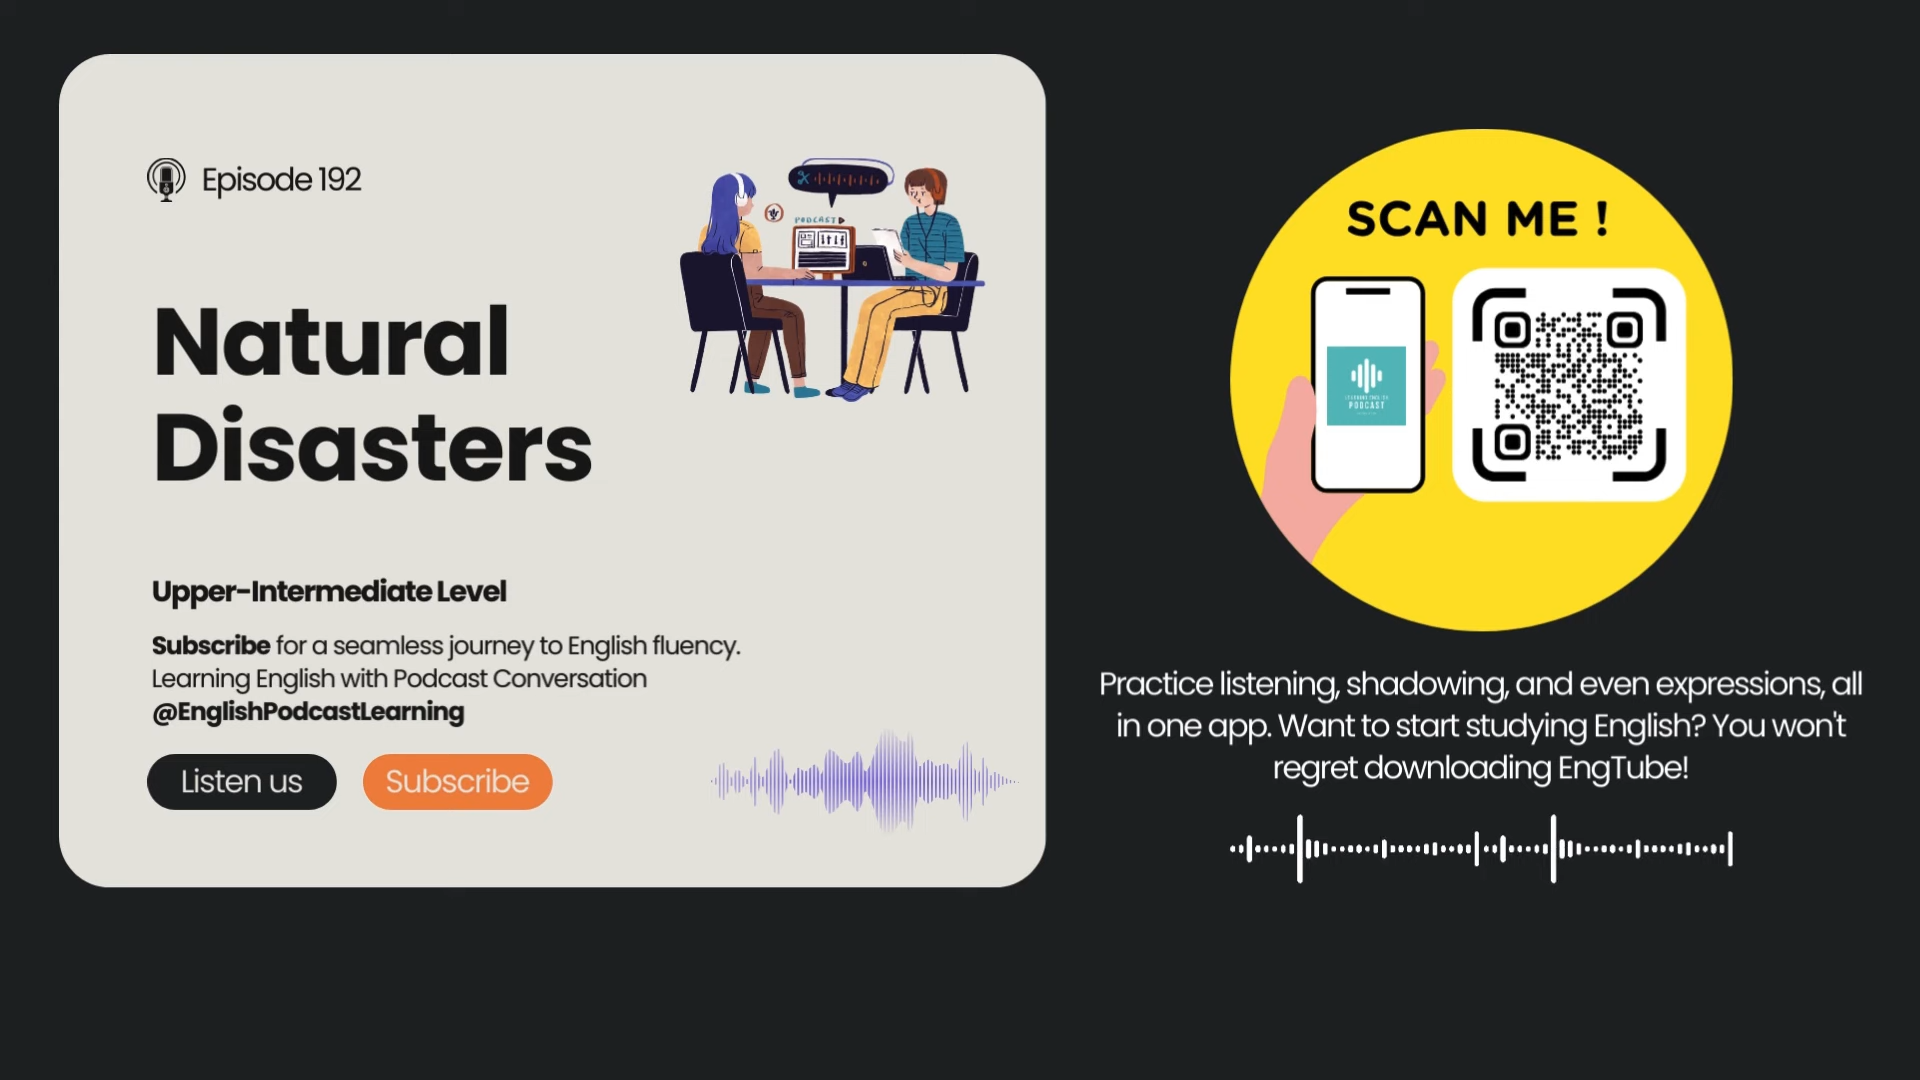 Episode 192
Natural
Disasters
Upper-Intermediate Level
Subscribe for a seamless journey to English fluency.
Learning English with Podcast Conversation
@EnglishPodcastLearning
Listen us
Subscribe
PODCAST
SCAN ME !
PODCAST
Practice listening, shadowing, and even expressions, all
in one app. Want to start studying English? You won't
regret downloading EngTube!